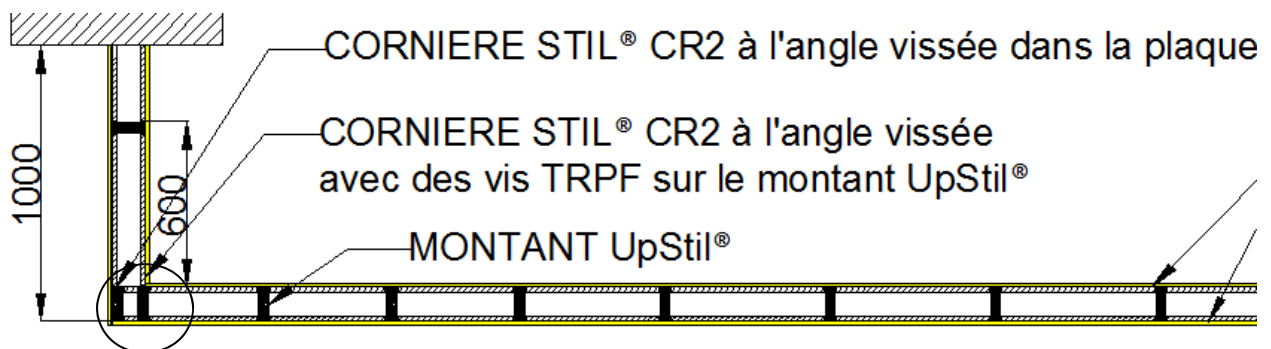 CORNIERE STIL® CR2 à l'angle vissée dans la plaque
CORNIERE STIL® CR2 à l'angle vissée
avec des vis TRPF sur le montant UpStil®
1000
600
MONTANT UpStil®